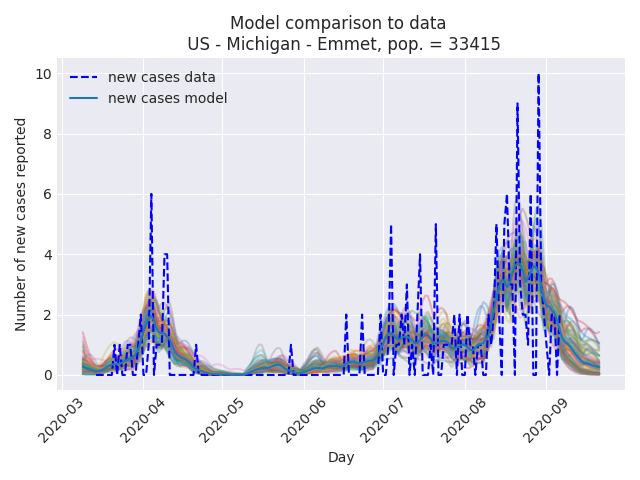 Model comparison to data
US - Michigan - Emmet, pop. = 33415
new cases data
new cases model
Number of new cases reported
10
8
6
4
2
0
2020-03
2020-04
2020-05
2020-06
2020-07
2020-08
2020-09
Day